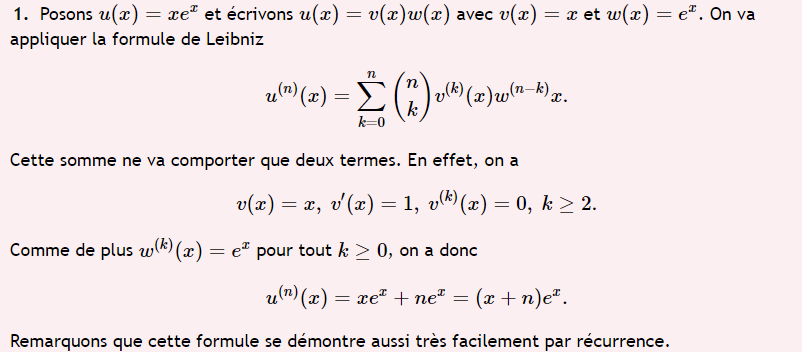 1. Posons u(x) = xe^x et écrivons u(x) = v(x)w(x) avec v(x) = x et w(x) = e^x. On va
appliquer la formule de Leibniz
u^{(n)}(x) = \sum_{k=0}^{n} \binom{n}{k} v^{(k)}(x)w^{(n-k)}x.
Cette somme ne va comporter que deux termes. En effet, on a
v(x) = x, v'(x) = 1, v^{(k)}(x) = 0, k ≥ 2.
Comme de plus w^{(k)}(x) = e^x pour tout k ≥ 0, on a donc
u^{(n)}(x) = xe^x + ne^x = (x + n)e^x.
Remarquons que cette formule se démontre aussi très facilement par récurrence.